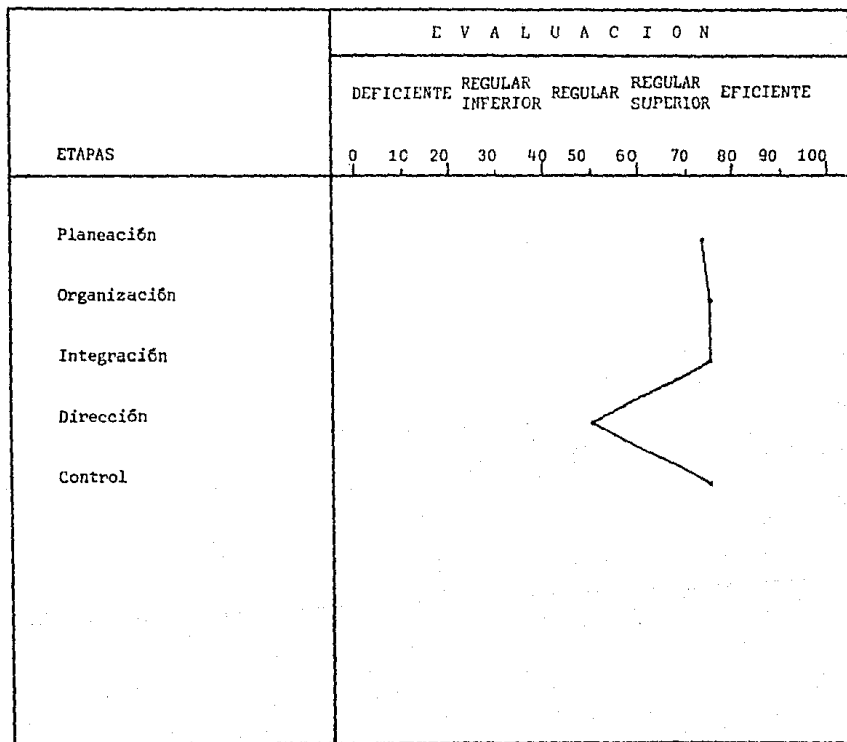 E V A L U A C I O N
DEFICIENTE REGULAR INFERIOR REGULAR REGULAR SUPERIOR EFICIENTE
ETAPAS 0 10 20 30 40 50 60 70 80 90 100
Planeación
Organización
Integración
Dirección
Control